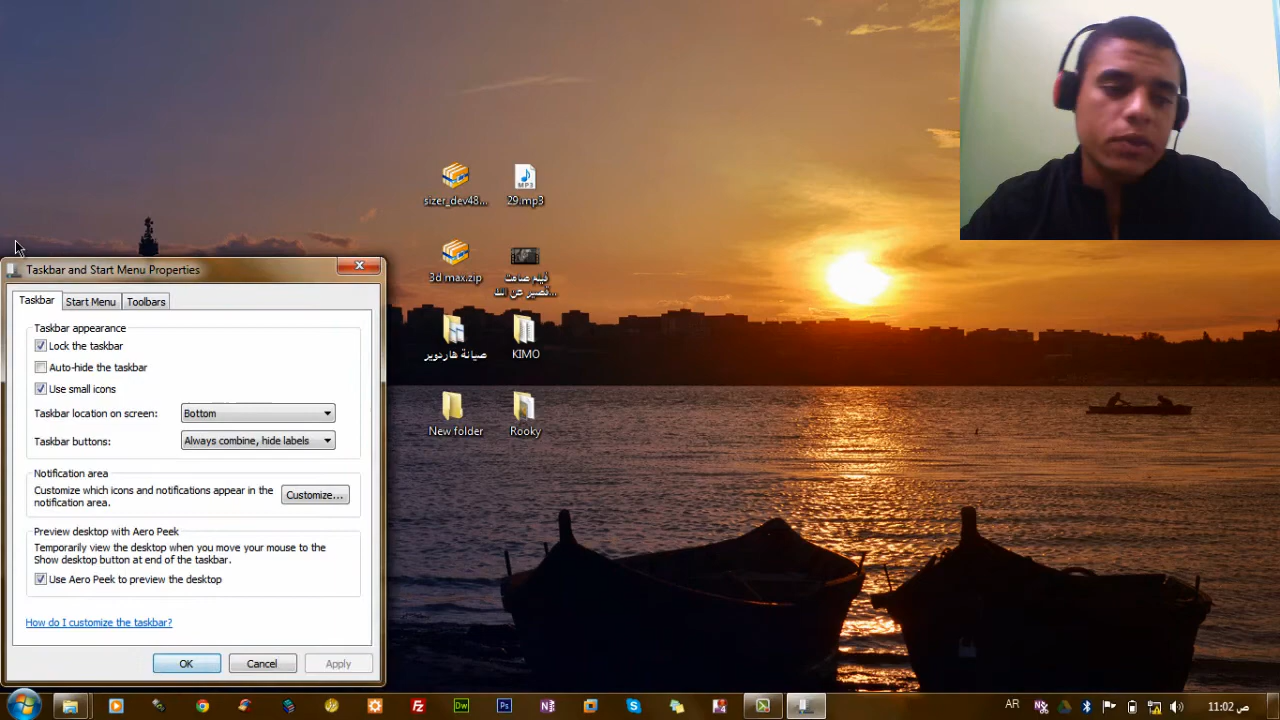 sizer_dev48...
29.mp3
3d max.zip
صيانة هاردوير
KIMO
New folder
Rooky
Taskbar and Start Menu Properties
Taskbar
Start Menu
Toolbars
Taskbar appearance
Lock the taskbar
Auto-hide the taskbar
Use small icons
Taskbar location on screen:
Bottom
Taskbar buttons:
Always combine, hide labels
Notification area
Customize which icons and notifications appear in the
notification area.
Customize...
Preview desktop with Aero Peek
Temporarily view the desktop when you move your mouse to the
Show desktop button at end of the taskbar.
Use Aero Peek to preview the desktop
How do I customize the taskbar?
OK
Cancel
Apply
Dw
Ps
AR
11:02 ص